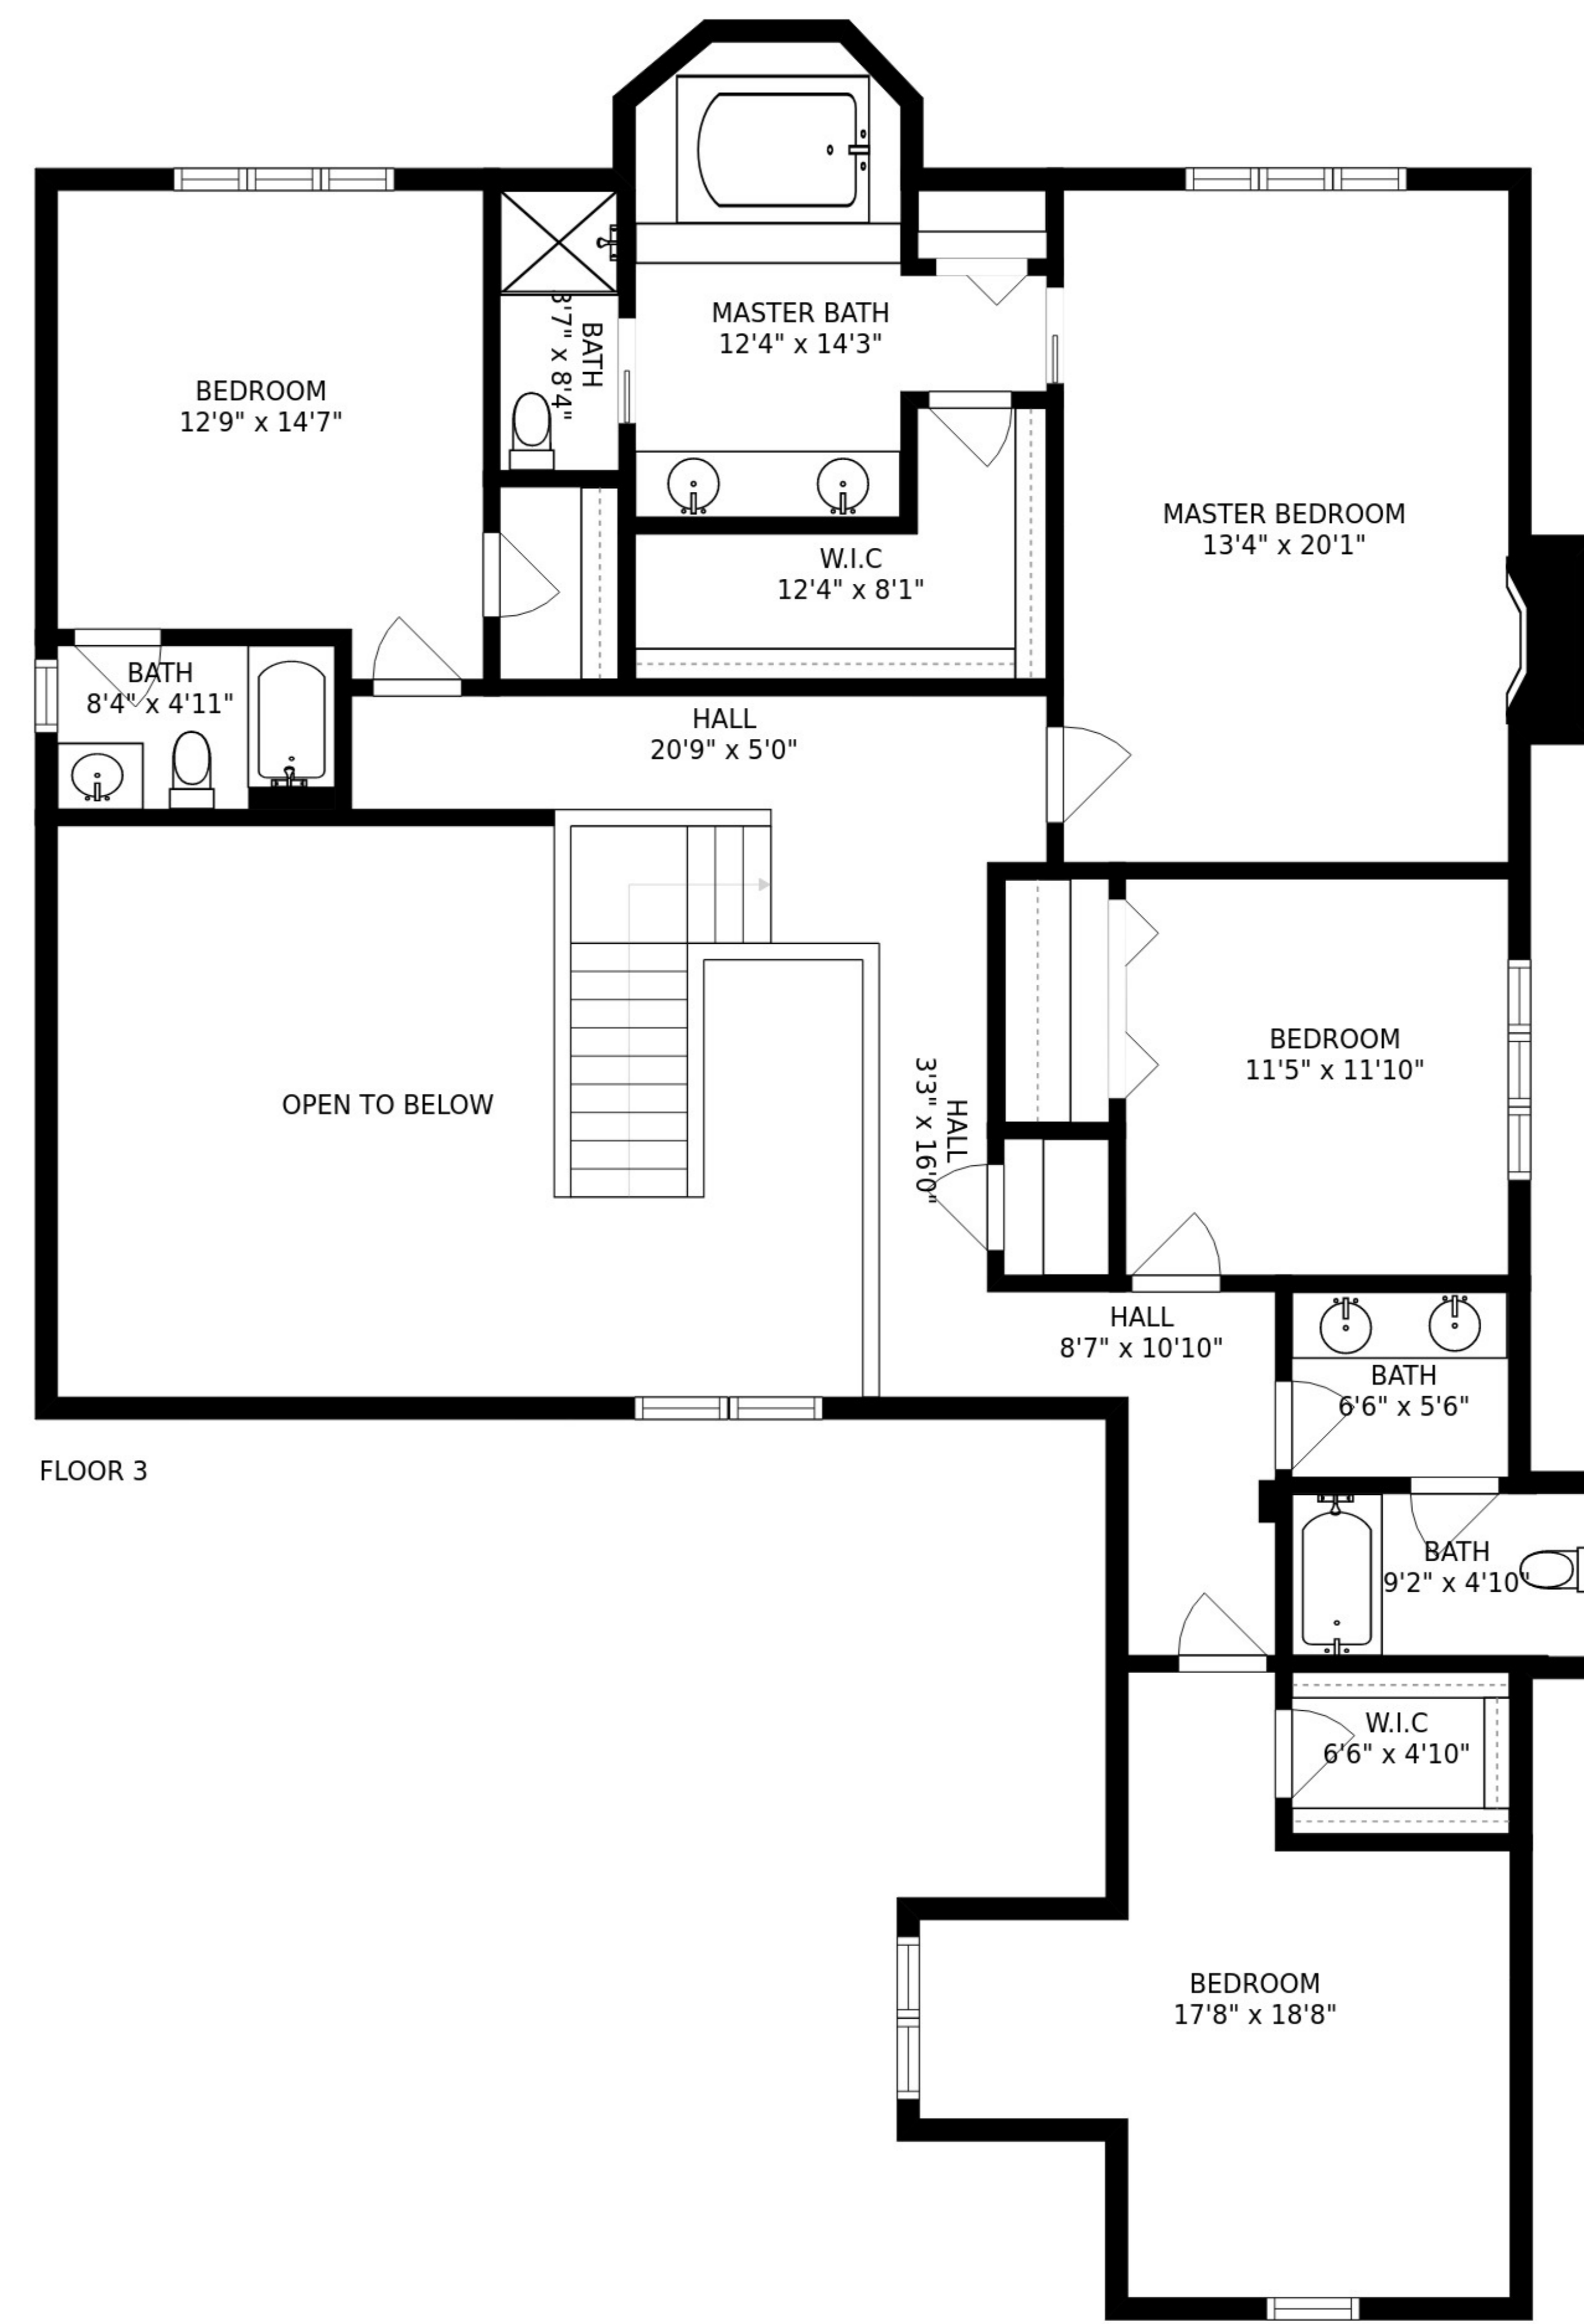 MASTER BATH
12'4" x 14'3"
BATH
3'7" x 8'4"
BEDROOM
12'9" x 14'7"
MASTER BEDROOM
13'4" x 20'1"
W.I.C
12'4" x 8'1"
BATH
8'4" x 4'11"
HALL
20'9" x 5'0"
BEDROOM
11'5" x 11'10"
OPEN TO BELOW
HALL
3'3" x 16'0"
HALL
8'7" x 10'10"
BATH
6'6" x 5'6"
FLOOR 3
BATH
9'2" x 4'10"
W.I.C
6'6" x 4'10"
BEDROOM
17'8" x 18'8"